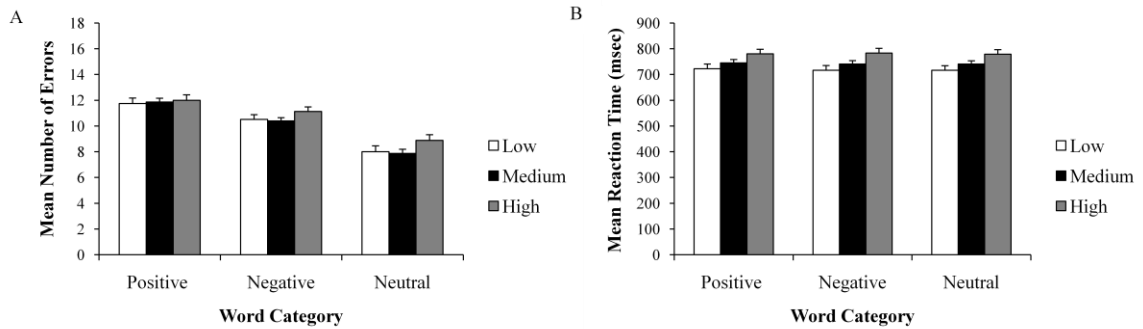 A
Mean Number of Errors
18
16
14
12
10
8
6
4
2
0
Positive Negative Neutral
Word Category
Low
Medium
High
B
Mean Reaction Time (msec)
900
800
700
600
500
400
300
200
100
0
Positive Negative Neutral
Word Category
Low
Medium
High